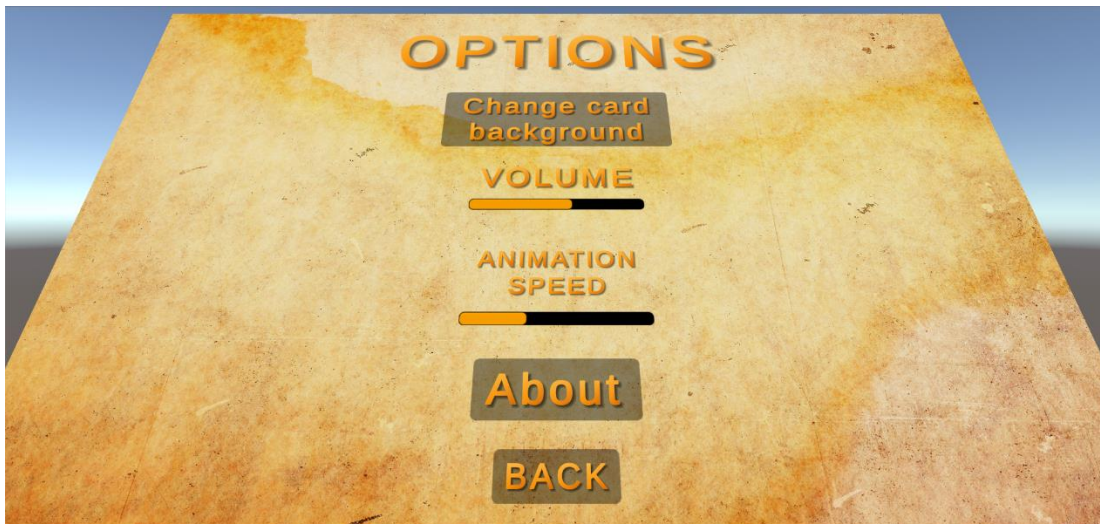 OPTIONS
Change card
background
VOLUME
ANIMATION
SPEED
About
BACK